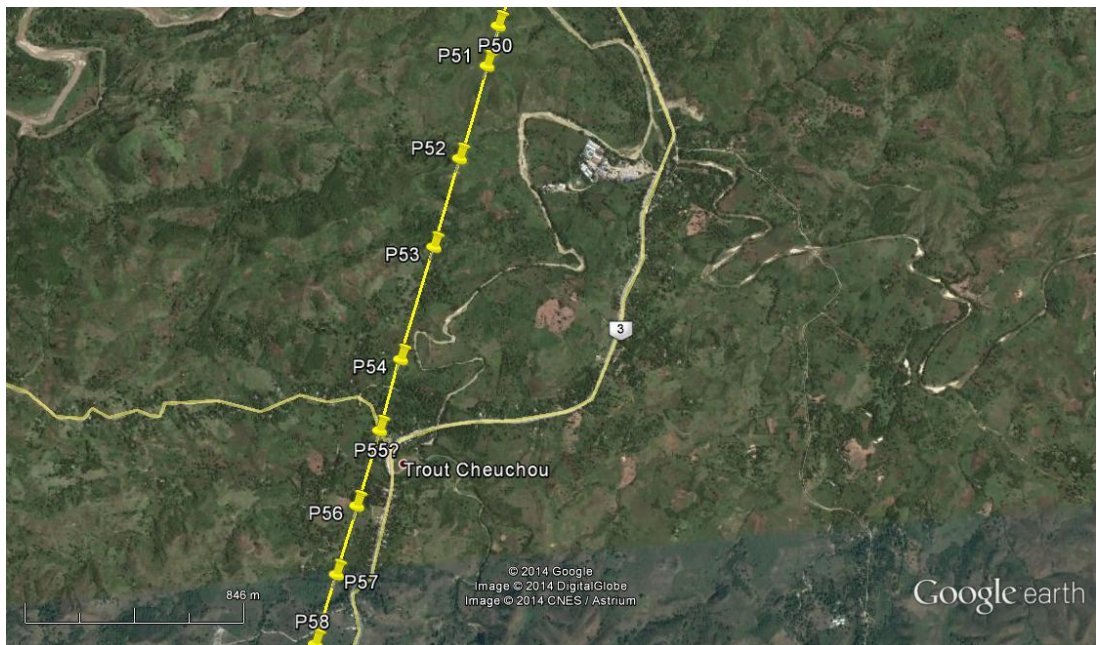 P50
P51
P52
P53
3
P54
P55?
Trout Cheuchou
P56
P57
P58
846 m
© 2014 Google
Image © 2014 DigitalGlobe
Image © 2014 CNES / Astrium
Google earth